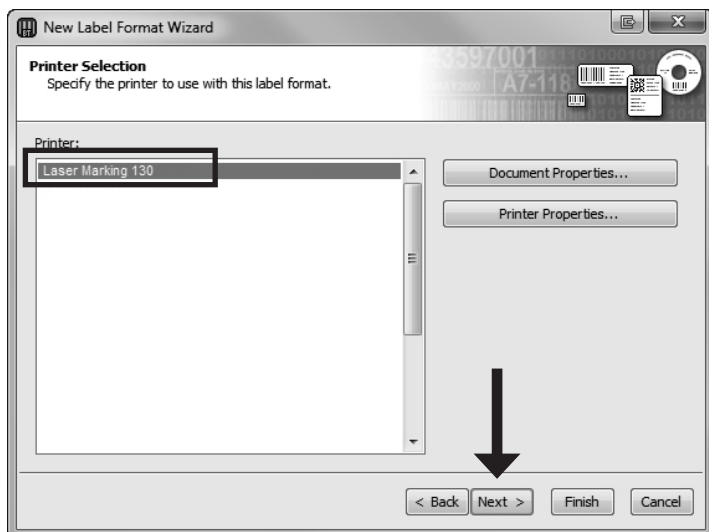 New Label Format Wizard
Printer Selection
Specify the printer to use with this label format.
3597001
A7-118
Printer:
Laser Marking 130
Document Properties...
Printer Properties...
< Back
Next >
Finish
Cancel